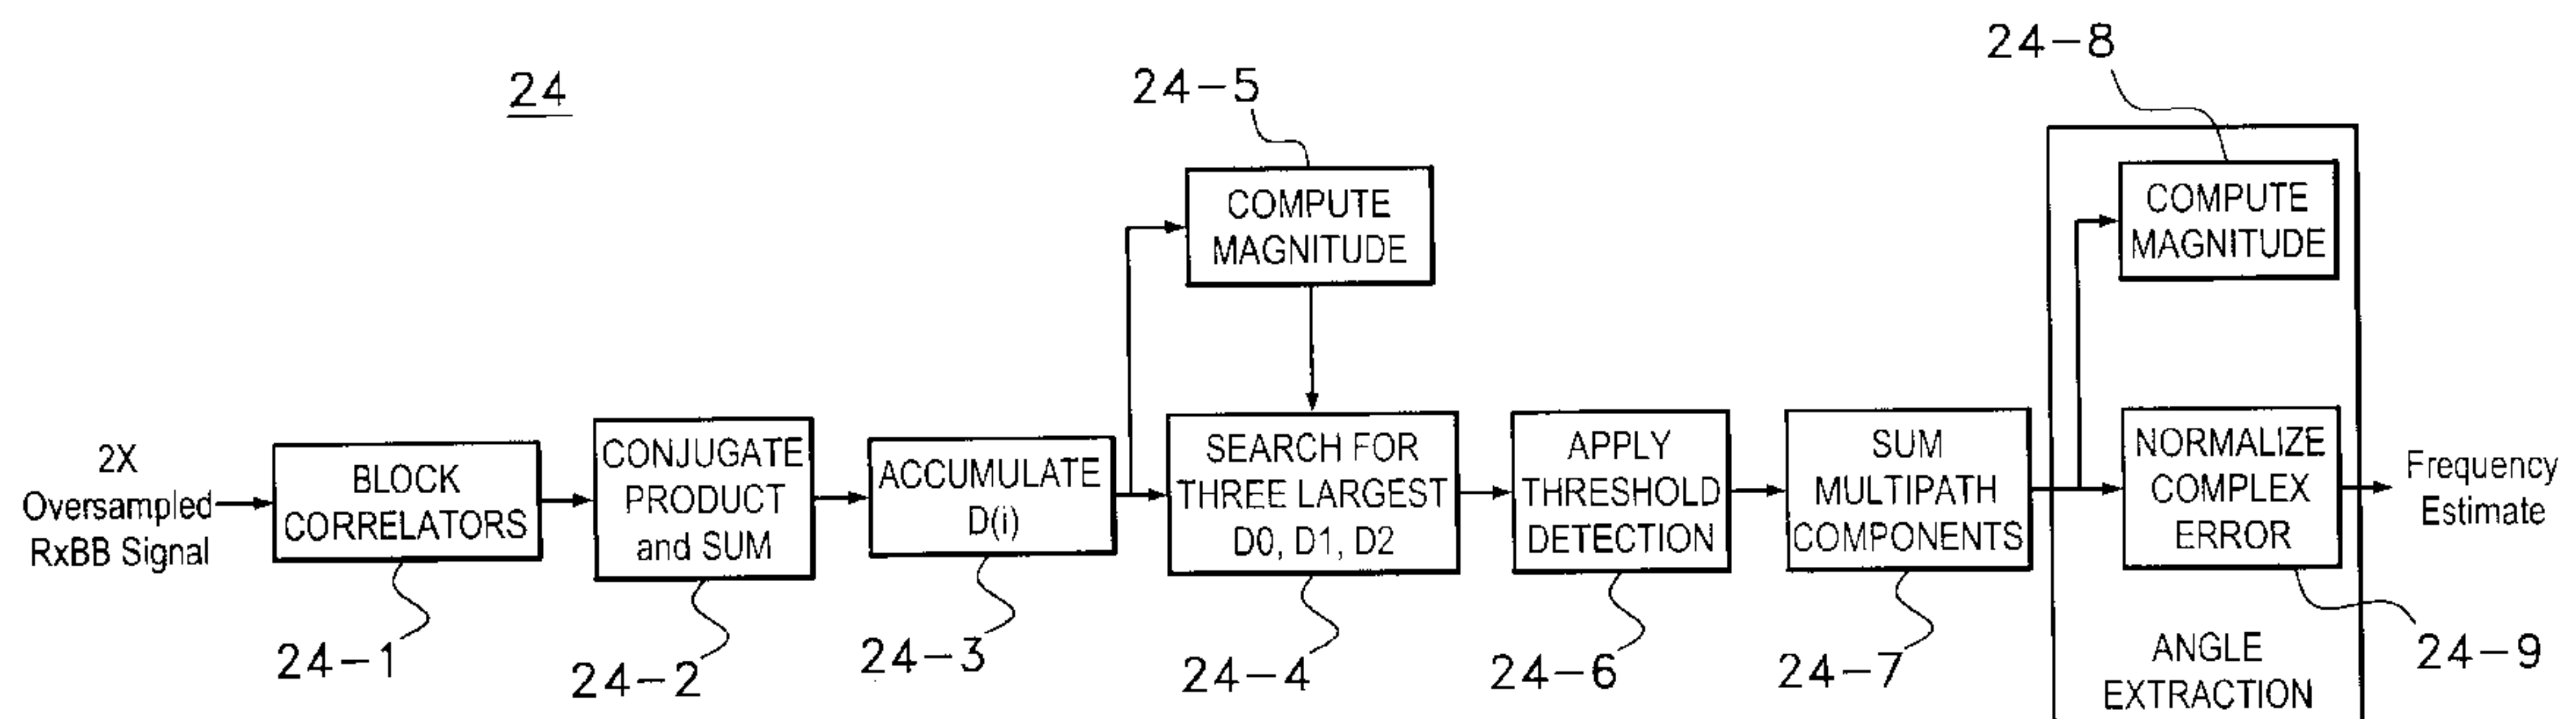 24
24-5
24-8
COMPUTE
MAGNITUDE
COMPUTE
MAGNITUDE
2X
Oversampled
RxBB Signal
BLOCK
CORRELATORS
CONJUGATE
PRODUCT
and SUM
ACCUMULATE
D(i)
SEARCH FOR
THREE LARGEST
D0, D1, D2
APPLY
THRESHOLD
DETECTION
SUM
MULTIPATH
COMPONENTS
NORMALIZE
COMPLEX
ERROR
Frequency
Estimate
24-1
24-2
24-3
24-4
24-6
24-7
24-9
ANGLE
EXTRACTION